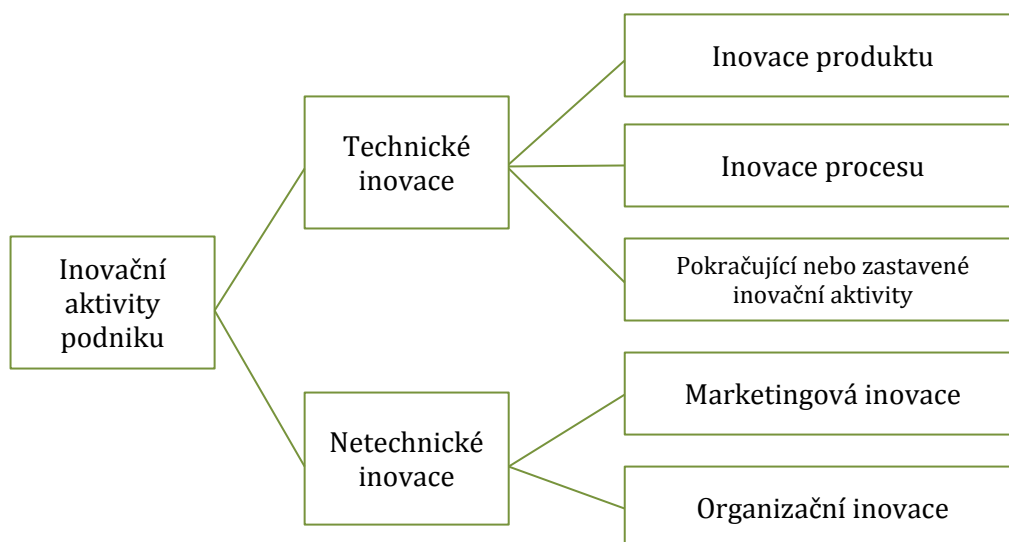 Inovační
aktivity
podniku
Technické
inovace
Inovace produktu
Inovace procesu
Pokračující nebo zastavené
inovační aktivity
Netechnické
inovace
Marketingová inovace
Organizační inovace